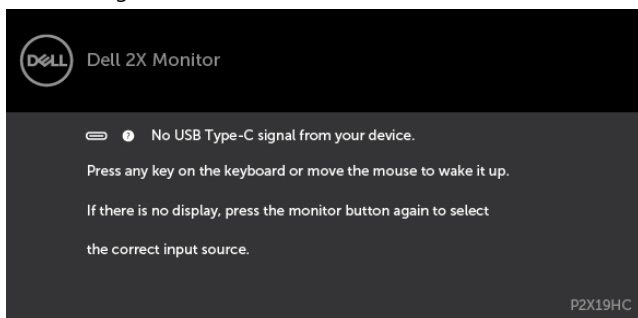 DELL
Dell 2X Monitor
? No USB Type-C signal from your device.
Press any key on the keyboard or move the mouse to wake it up.
If there is no display, press the monitor button again to select
the correct input source.
P2X19HC